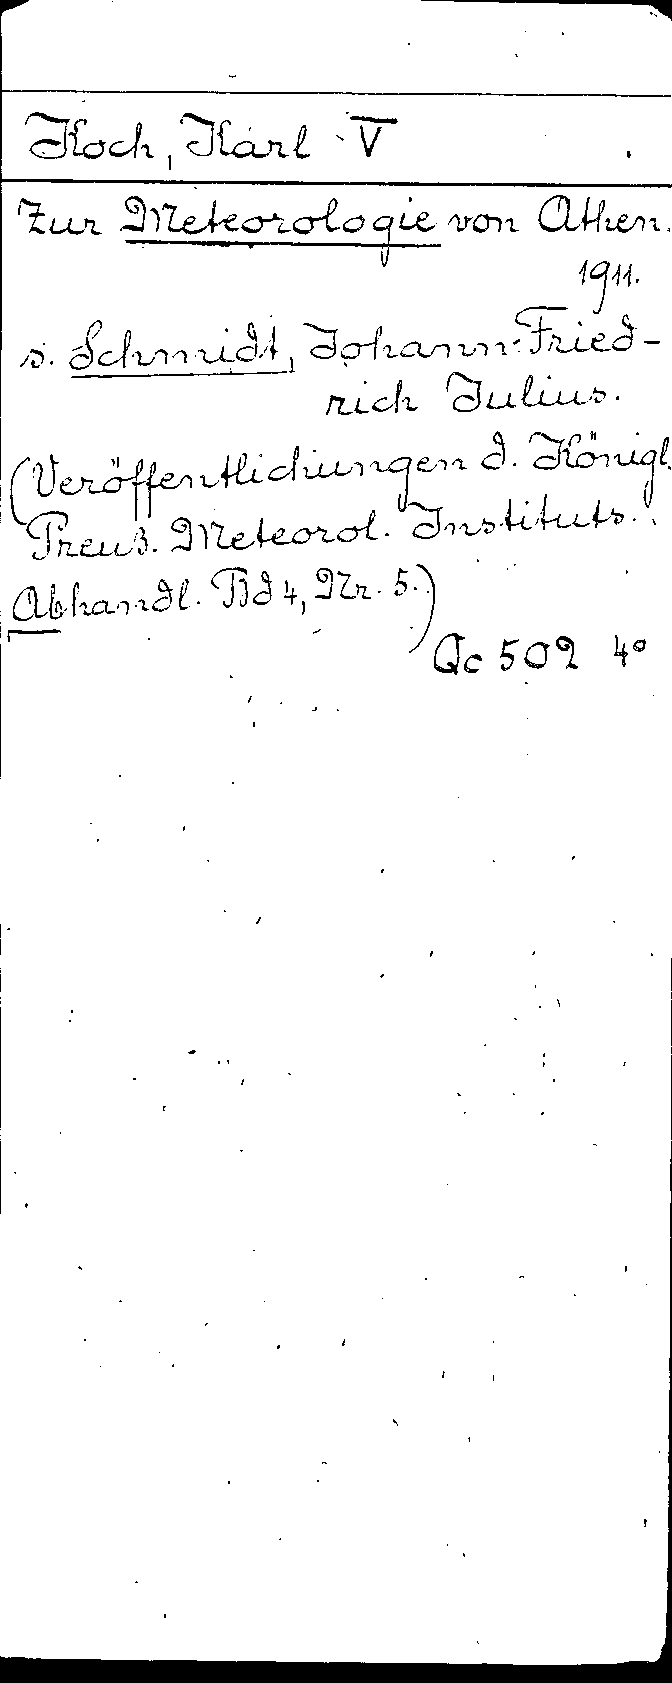 Koch, Karl V
Zur Meteorologie von Athen.
1911.
s. Schmidt, Johann Fried-
rich Julius.
(Veröffentlichungen d. Königl.
Preuß. Meteorol. Instituts.
Abhandl. Bd 4, Nr. 5.)
Qc 502 4°